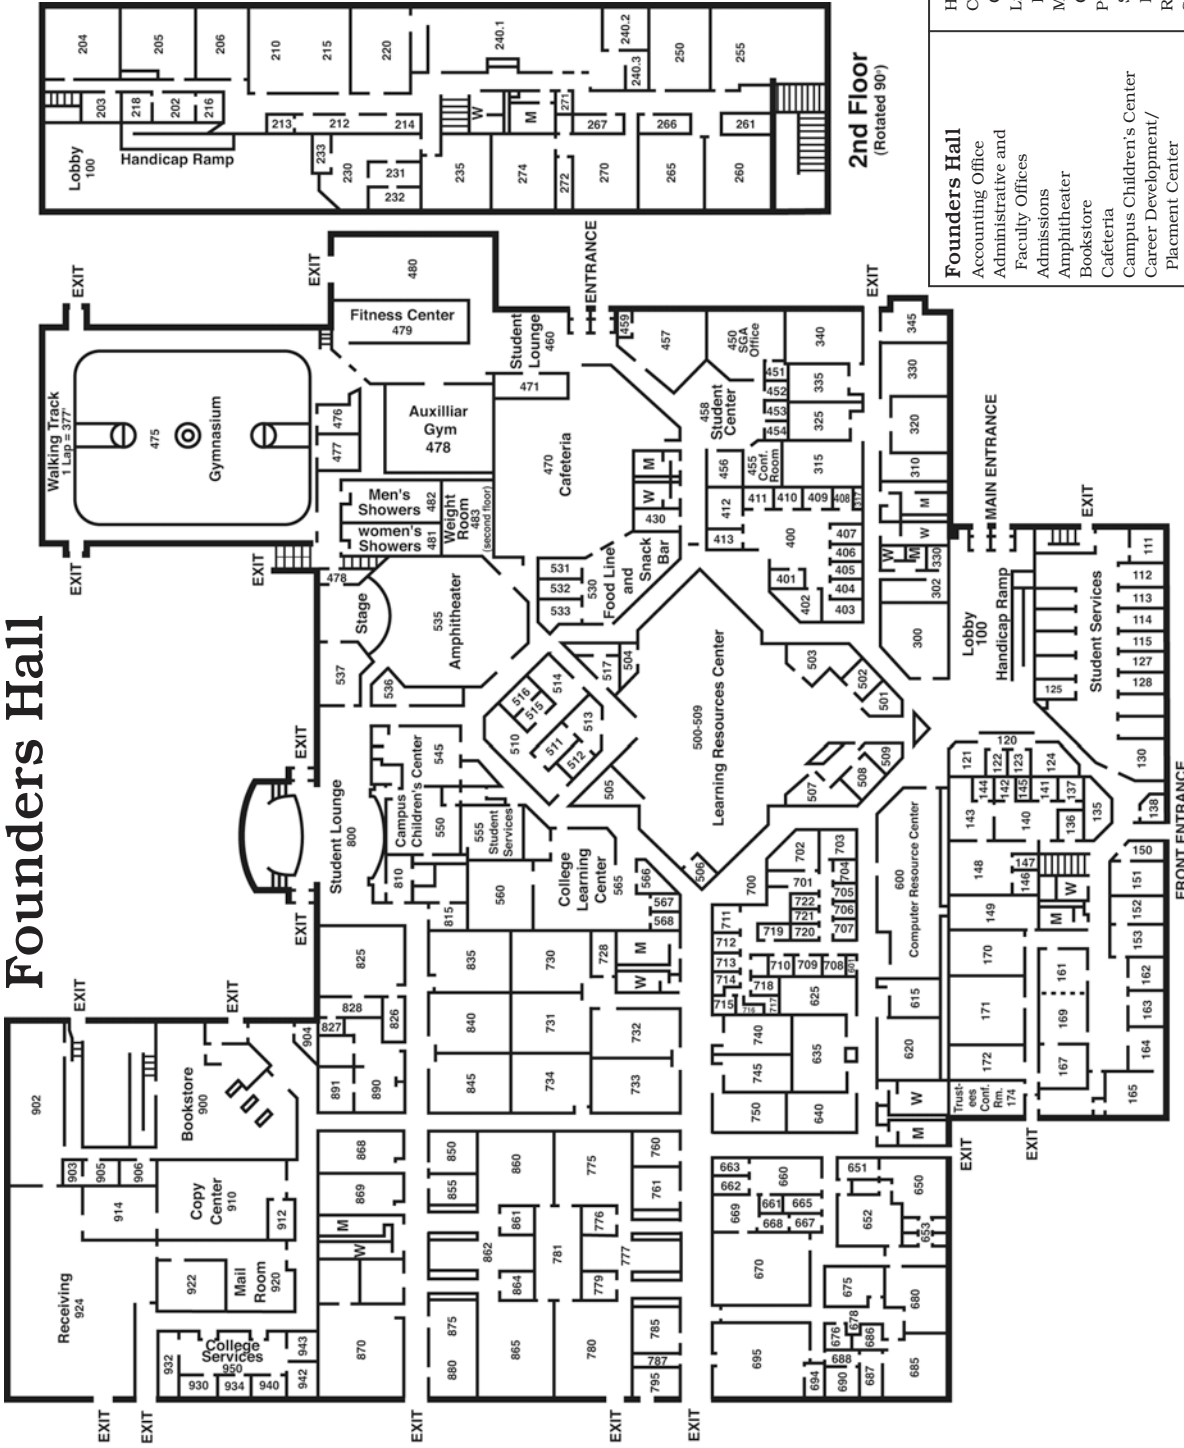 Founders Hall
204
205
206
210
215
220
240.1
240.2
240.3
250
255
203
218
202
216
213
212
214
W
M
271
267
266
261
Lobby
100
Handicap Ramp
233
230
231
232
235
274
272
270
265
260
2nd Floor
(Rotated 90°)
Founders Hall
Accounting Office
Administrative and
Faculty Offices
Admissions
Amphitheater
Bookstore
Cafeteria
Campus Children's Center
Career Development/
Placment Center
EXIT
EXIT
EXIT
EXIT
Walking Track
1 Lap = 377'
475
Gymnasium
476
477
480
Fitness Center
479
Student
Lounge
460
ENTRANCE
EXIT
471
Auxilliar
Gym
478
Men's
Showers
482
women's
Showers
481
Weight
Room
483
(second floor)
470
Cafeteria
M
W
430
459
457
450
SGA
Office
340
345
451
452
453
454
335
325
330
320
458
Student
Center
456
455
Conf.
Room
315
310
412
413
411
410
409
408
317
400
407
406
405
404
403
401
402
M
W
W
M
330
302
300
MAIN ENTRANCE
EXIT
478
Stage
535
Amphitheater
537
536
531
532
533
530
Food Line
and
Snack
Bar
517
504
503
502
501
500-509
Learning Resources Center
505
506
507
508
509
516
515
514
513
510
511
512
Lobby
100
Handicap Ramp
Student Services
111
112
113
114
115
127
128
125
130
EXIT
EXIT
Student Lounge
800
Campus
Children's Center
545
550
555
Student
Services
810
815
560
College
Learning
Center
565
566
567
568
120
121
122
123
124
144
142
145
141
137
143
140
136
135
138
FRONT ENTRANCE
148
147
146
W
M
149
150
151
152
153
170
161
162
171
169
163
172
167
164
165
Trust-
ees
Conf.
Rm.
174
600
Computer Resource Center
615
620
W
M
EXIT
EXIT
700
702
703
701
704
705
706
707
722
721
720
719
711
712
713
714
715
716
717
718
710
709
708
601
625
740
745
750
635
640
825
828
827
826
891
890
904
835
840
845
730
731
734
728
M
W
732
733
EXIT
EXIT
902
Bookstore
900
903
905
906
914
Copy
Center
910
912
Receiving
924
922
Mail
Room
920
932
College
Services
950
930
934
940
943
942
868
869
M
W
870
850
855
860
861
862
864
875
880
865
775
776
781
777
779
780
760
761
785
787
795
663
662
660
661
665
669
668
667
670
695
651
650
652
653
675
680
678
676
686
688
694
690
687
685
EXIT
EXIT
EXIT
EXIT
EXIT